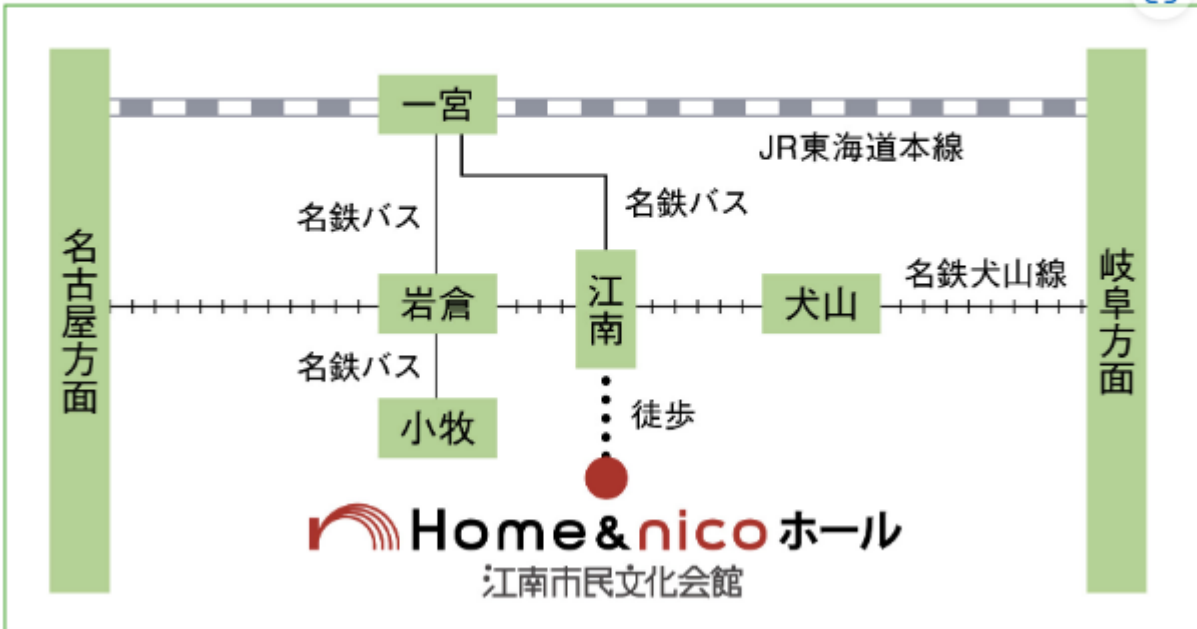 一宮
JR東海道本線
名鉄バス
名鉄バス
名古屋方面
岩倉
江南
犬山
名鉄犬山線
岐阜方面
名鉄バス
小牧
徒歩
Home&nicoホール
江南市民文化会館